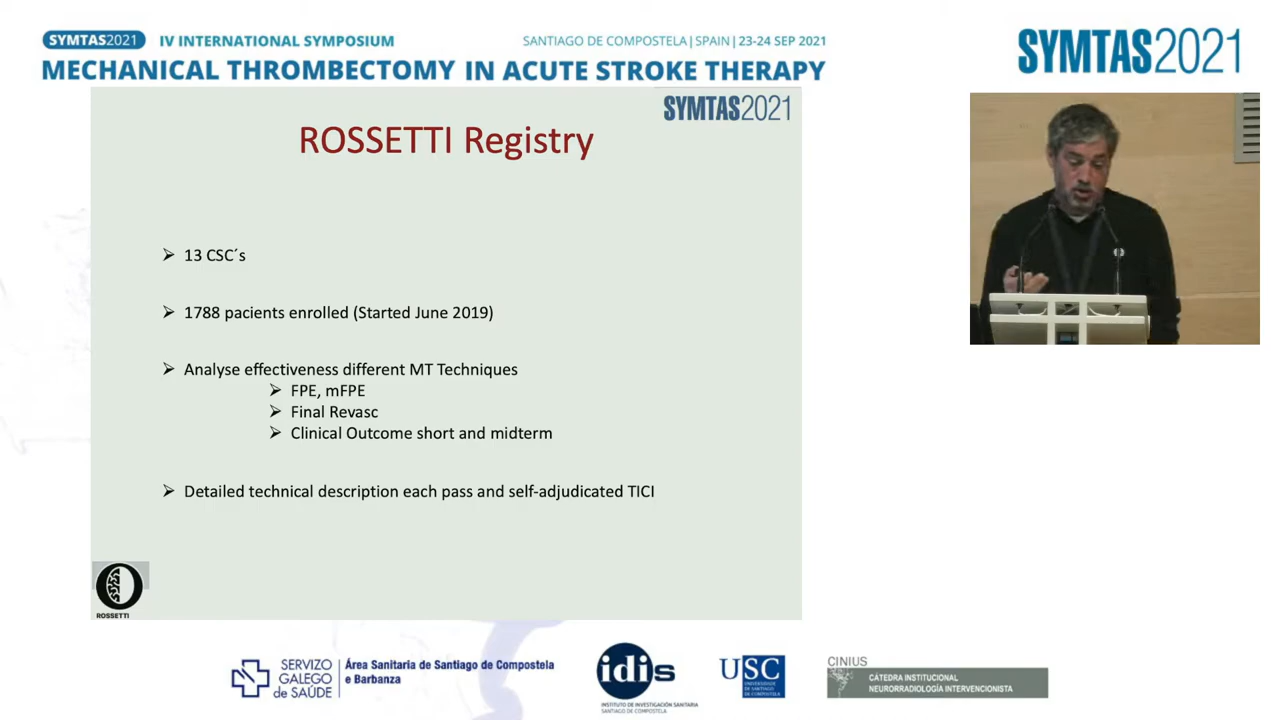 SYMTAS2021 IV INTERNATIONAL SYMPOSIUM
SANTIAGO DE COMPOSTELA | SPAIN | 23-24 SEP 2021
MECHANICAL THROMBECTOMY IN ACUTE STROKE THERAPY
SYMTAS2021
SYMTAS2021
ROSSETTI Registry
13 CSC´s
1788 pacients enrolled (Started June 2019)
Analyse effectiveness different MT Techniques
FPE, mFPE
Final Revasc
Clinical Outcome short and midterm
Detailed technical description each pass and self-adjudicated TICI
ROSSETTI
SERVIZO
GALEGO
de SAÚDE
Área Sanitaria de Santiago de Compostela
e Barbanza
idis
INSTITUTO DE INVESTIGACIÓN SANITARIA
SANTIAGO DE COMPOSTELA
USC
UNIVERSIDADE
DE SANTIAGO
DE COMPOSTELA
CINIUS
CÁTEDRA INSTITUCIONAL
NEURORRADIOLOGÍA INTERVENCIONISTA